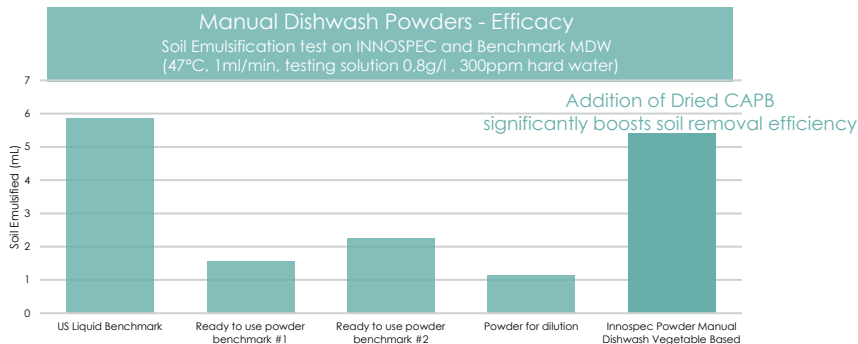 Manual Dishwash Powders - Efficacy
Soil Emulsification test on INNOSPEC and Benchmark MDW
(47°C, 1ml/min, testing solution 0,8g/l , 300ppm hard water)
Addition of Dried CAPB
significantly boosts soil removal efficiency
Soil Emulsified (mL)
7
6
5
4
3
2
1
0
US Liquid Benchmark
Ready to use powder
benchmark #1
Ready to use powder
benchmark #2
Powder for dilution
Innospec Powder Manual
Dishwash Vegetable Based